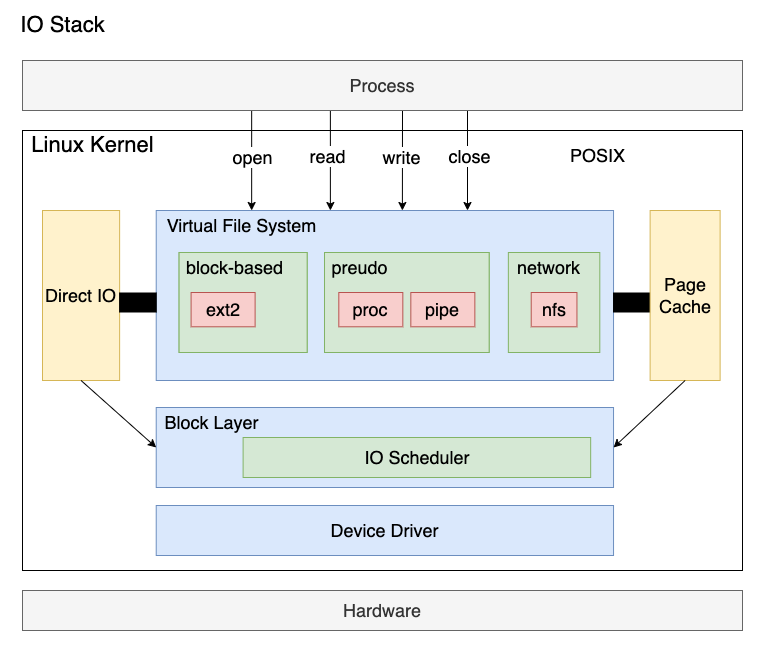 IO Stack
Process
Linux Kernel
open
read
write
close
POSIX
Direct IO
Virtual File System
block-based
ext2
preudo
proc
pipe
network
nfs
Page
Cache
Block Layer
IO Scheduler
Device Driver
Hardware